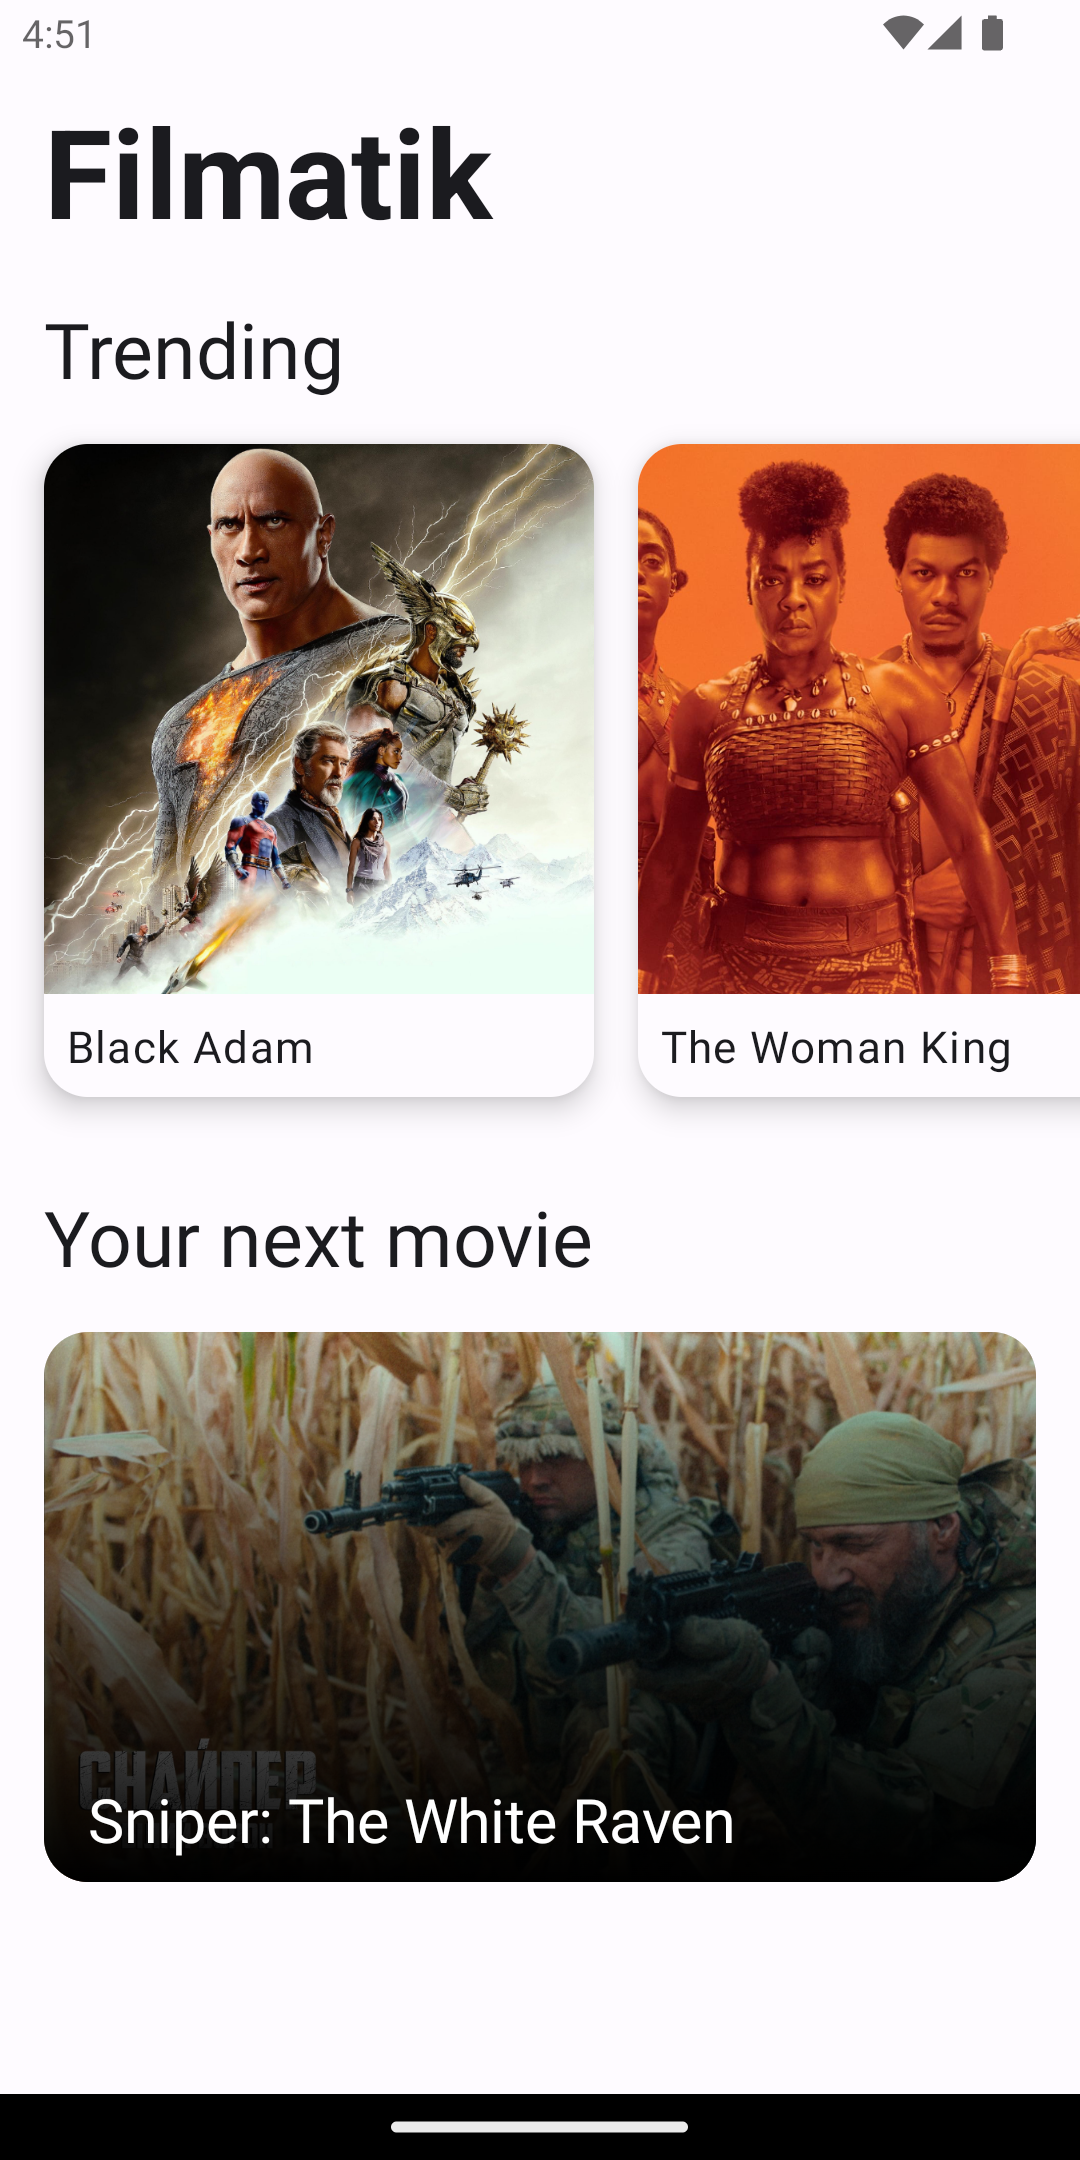 4:51
Filmatik
Trending
Black Adam
The Woman King
Your next movie
СНАЙПЕР
Sniper: The White Raven